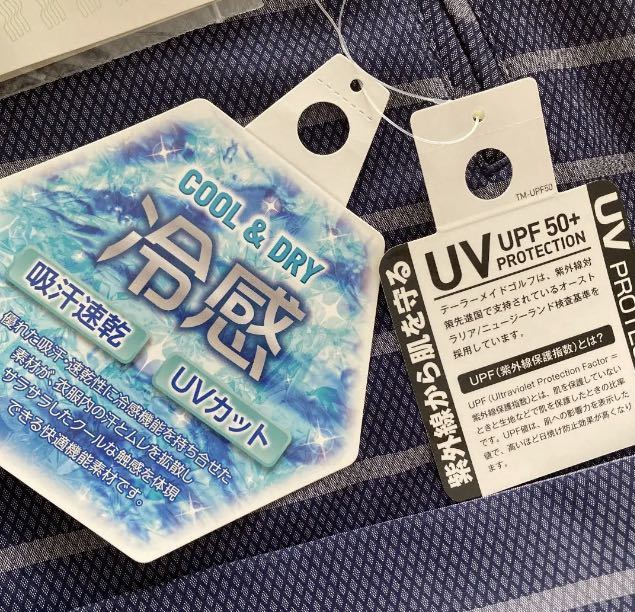 COOL & DRY
冷感
吸汗速乾
UVカット
優れた吸汗・速乾性に冷感機能を持ち合せた
素材が、衣服内の汗とムレを拡散し
サラサラしたクールな触感を体現
できる快適機能素材です。
TM-UPF50
UV UPF 50+
PROTECTION
テーラーメイドゴルフは、紫外線対
策先進国で支持されているオースト
ラリア/ニュージーランド検査基準を
採用しています。
UPF(紫外線保護指数)とは?
UPF (Ultraviolet Protection Factor =
紫外線保護指数)とは、肌を保護していない
ときと生地などで肌を保護したときの比率
です。UPF値は、肌への影響力を表示した
値で、高いほど日焼け防止効果が高くなり
ます。
紫外線から肌を守る
UV